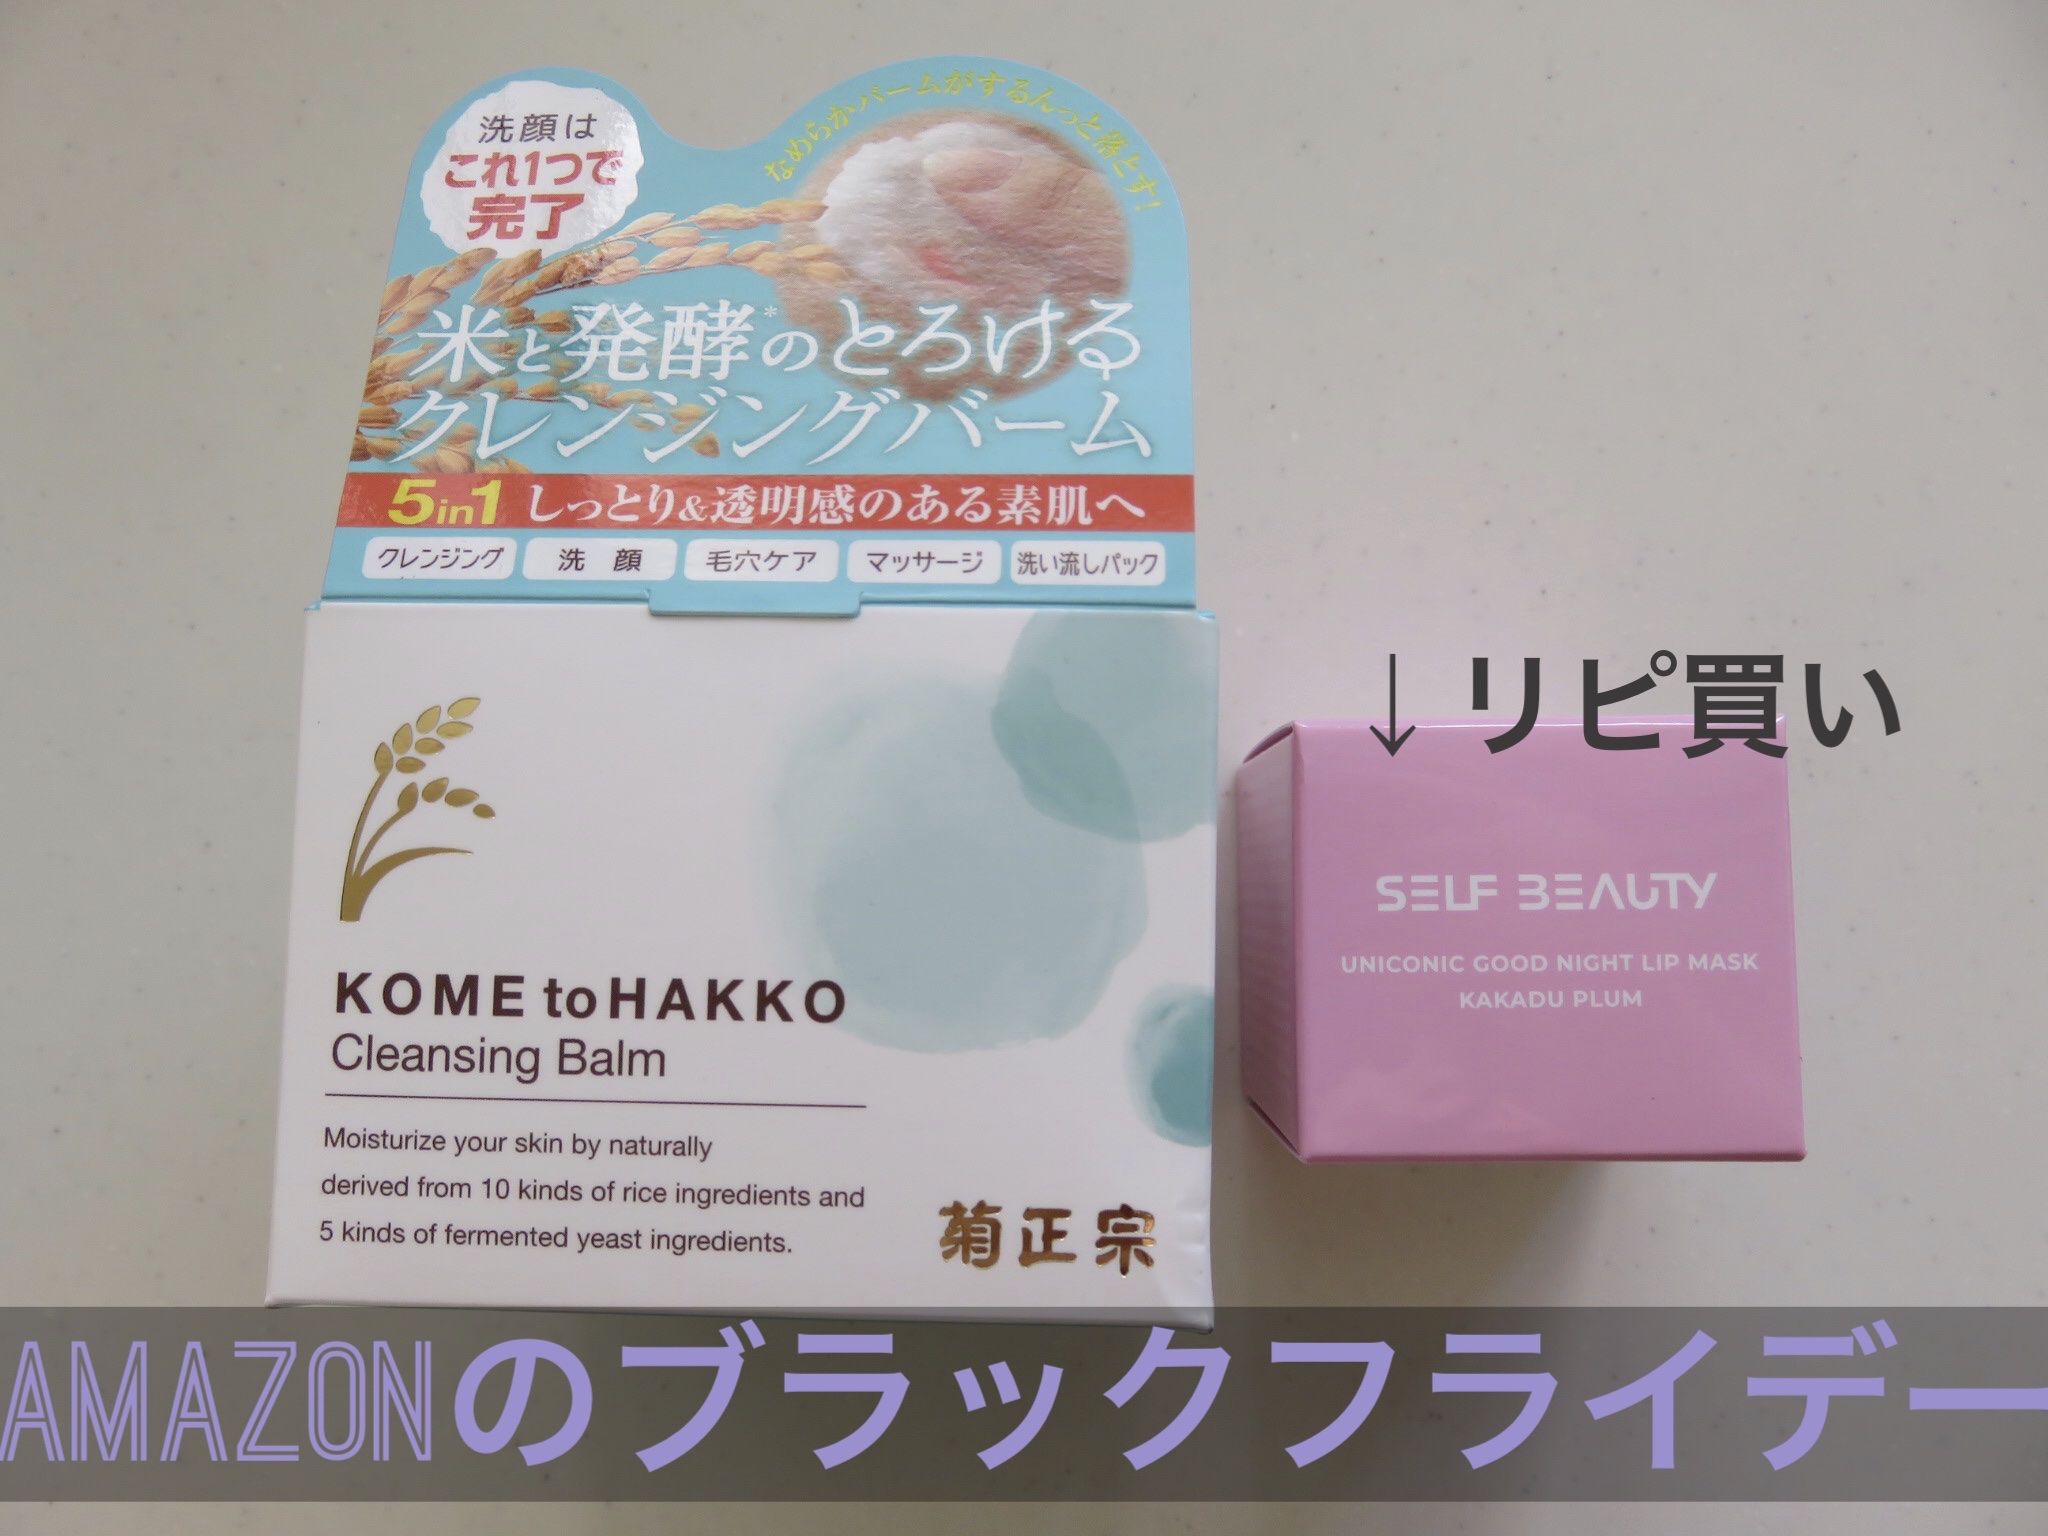 洗顔は
これ1つで
完了
なめらかバームがするんっと落とす!
米と発酵*のとろける
クレンジングバーム
5in1 しっとり&透明感のある素肌へ
クレンジング 洗顔 毛穴ケア マッサージ 洗い流しパック
KOME to HAKKO
Cleansing Balm
Moisturize your skin by naturally
derived from 10 kinds of rice ingredients and
5 kinds of fermented yeast ingredients.
菊正宗
↓リピ買い
SELF BEAUTY
UNICONIC GOOD NIGHT LIP MASK
KAKADU PLUM
AMAZONのブラックフライデー